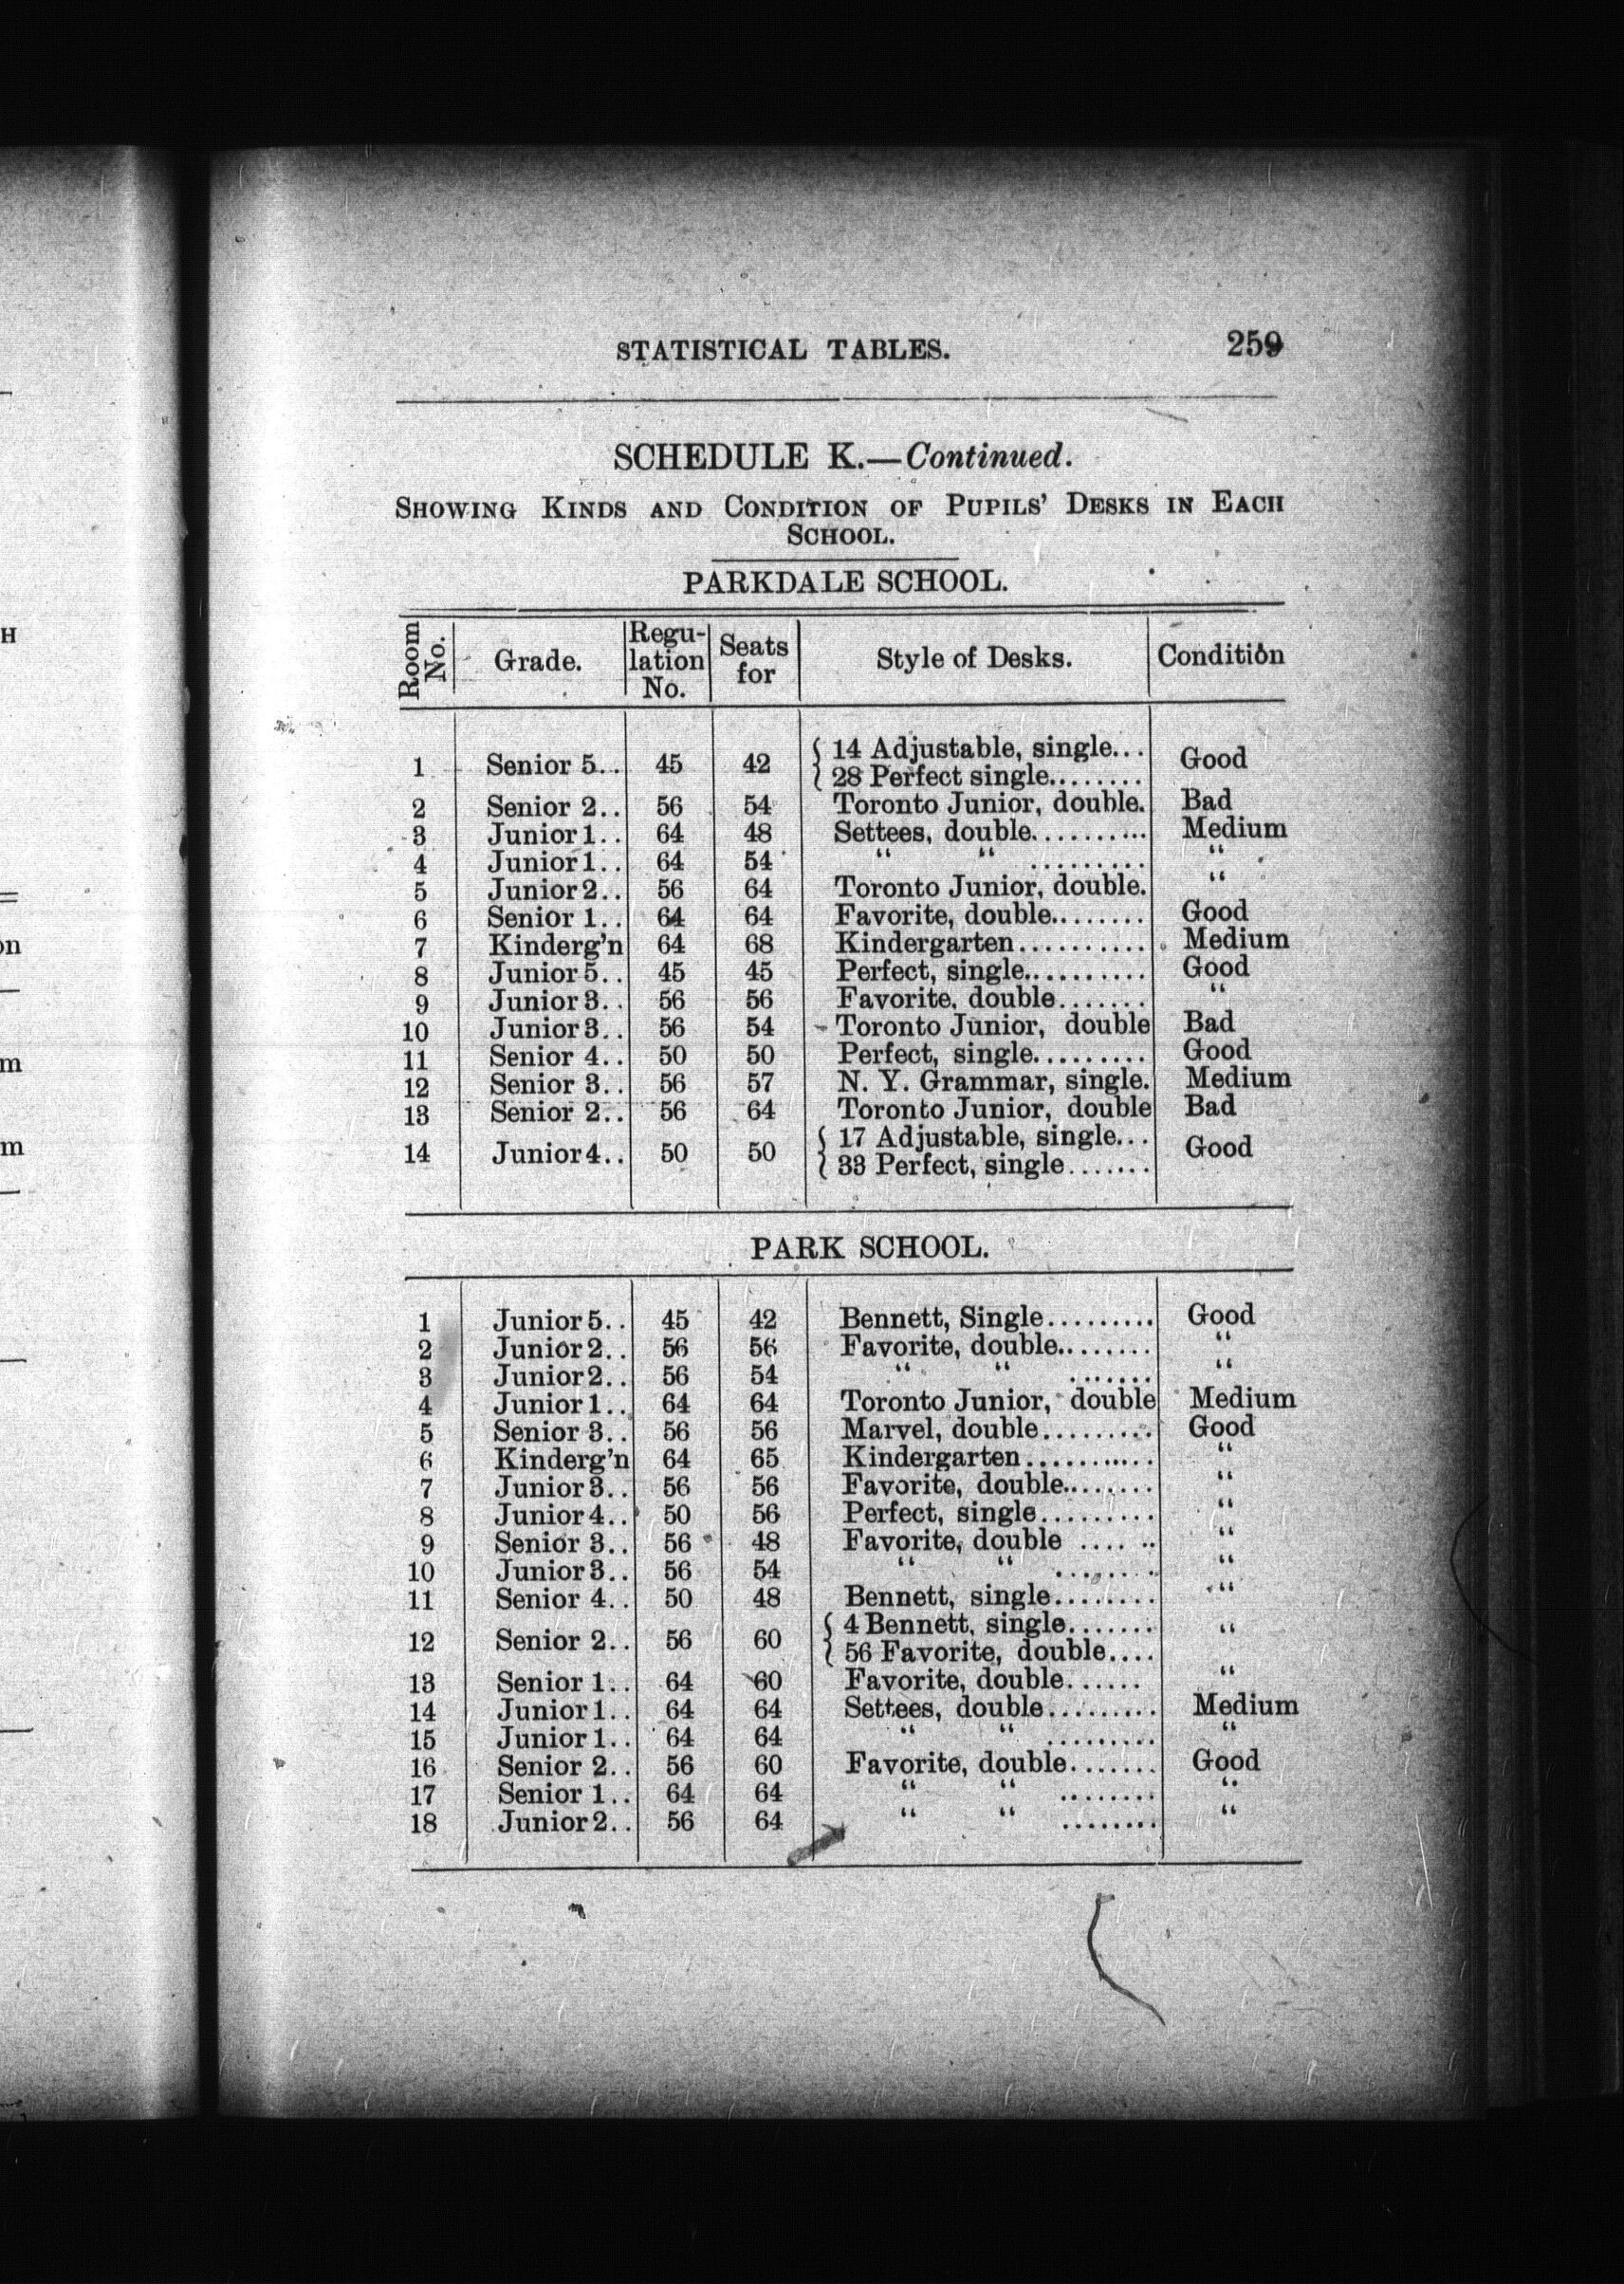 STATISTICAL TABLES. 259
SCHEDULE K.—Continued.
SHOWING KINDS AND CONDITION OF PUPILS' DESKS IN EACH
SCHOOL.
PARKDALE SCHOOL.
Room No. | Grade. | Regulation No. | Seats for | Style of Desks. | Condition
1 Senior 5.. 45 42 { 14 Adjustable, single... Good
{ 28 Perfect single........
2 Senior 2.. 56 54 Toronto Junior, double. Bad
3 Junior 1.. 64 48 Settees, double.......... Medium
4 Junior 1.. 64 54 “ “ ......... “
5 Junior 2.. 56 64 Toronto Junior, double. “
6 Senior 1.. 64 64 Favorite, double........ Good
7 Kinderg'n 64 68 Kindergarten.......... Medium
8 Junior 5.. 45 45 Perfect, single.......... Good
9 Junior 3.. 56 56 Favorite, double....... “
10 Junior 3.. 56 54 Toronto Junior, double Bad
11 Senior 4.. 50 50 Perfect, single......... Good
12 Senior 3.. 56 57 N. Y. Grammar, single. Medium
13 Senior 2.. 56 64 Toronto Junior, double Bad
14 Junior 4.. 50 50 { 17 Adjustable, single... Good
{ 33 Perfect, single.......
PARK SCHOOL.
1 Junior 5.. 45 42 Bennett, Single......... Good
2 Junior 2.. 56 56 Favorite, double........ “
3 Junior 2.. 56 54 “ “ ....... “
4 Junior 1.. 64 64 Toronto Junior, double Medium
5 Senior 3.. 56 56 Marvel, double......... Good
6 Kinderg'n 64 65 Kindergarten.......... “
7 Junior 3.. 56 56 Favorite, double........ “
8 Junior 4.. 50 56 Perfect, single......... “
9 Senior 3.. 56 48 Favorite, double ...... “
10 Junior 3.. 56 54 “ “ ........ “
11 Senior 4.. 50 48 Bennett, single........ “
12 Senior 2.. 56 60 { 4 Bennett, single....... “
{ 56 Favorite, double....
13 Senior 1.. 64 60 Favorite, double...... “
14 Junior 1.. 64 64 Settees, double......... Medium
15 Junior 1.. 64 64 “ “ ......... “
16 Senior 2.. 56 60 Favorite, double....... Good
17 Senior 1.. 64 64 “ “ ........ “
18 Junior 2.. 56 64 “ “ ........ “